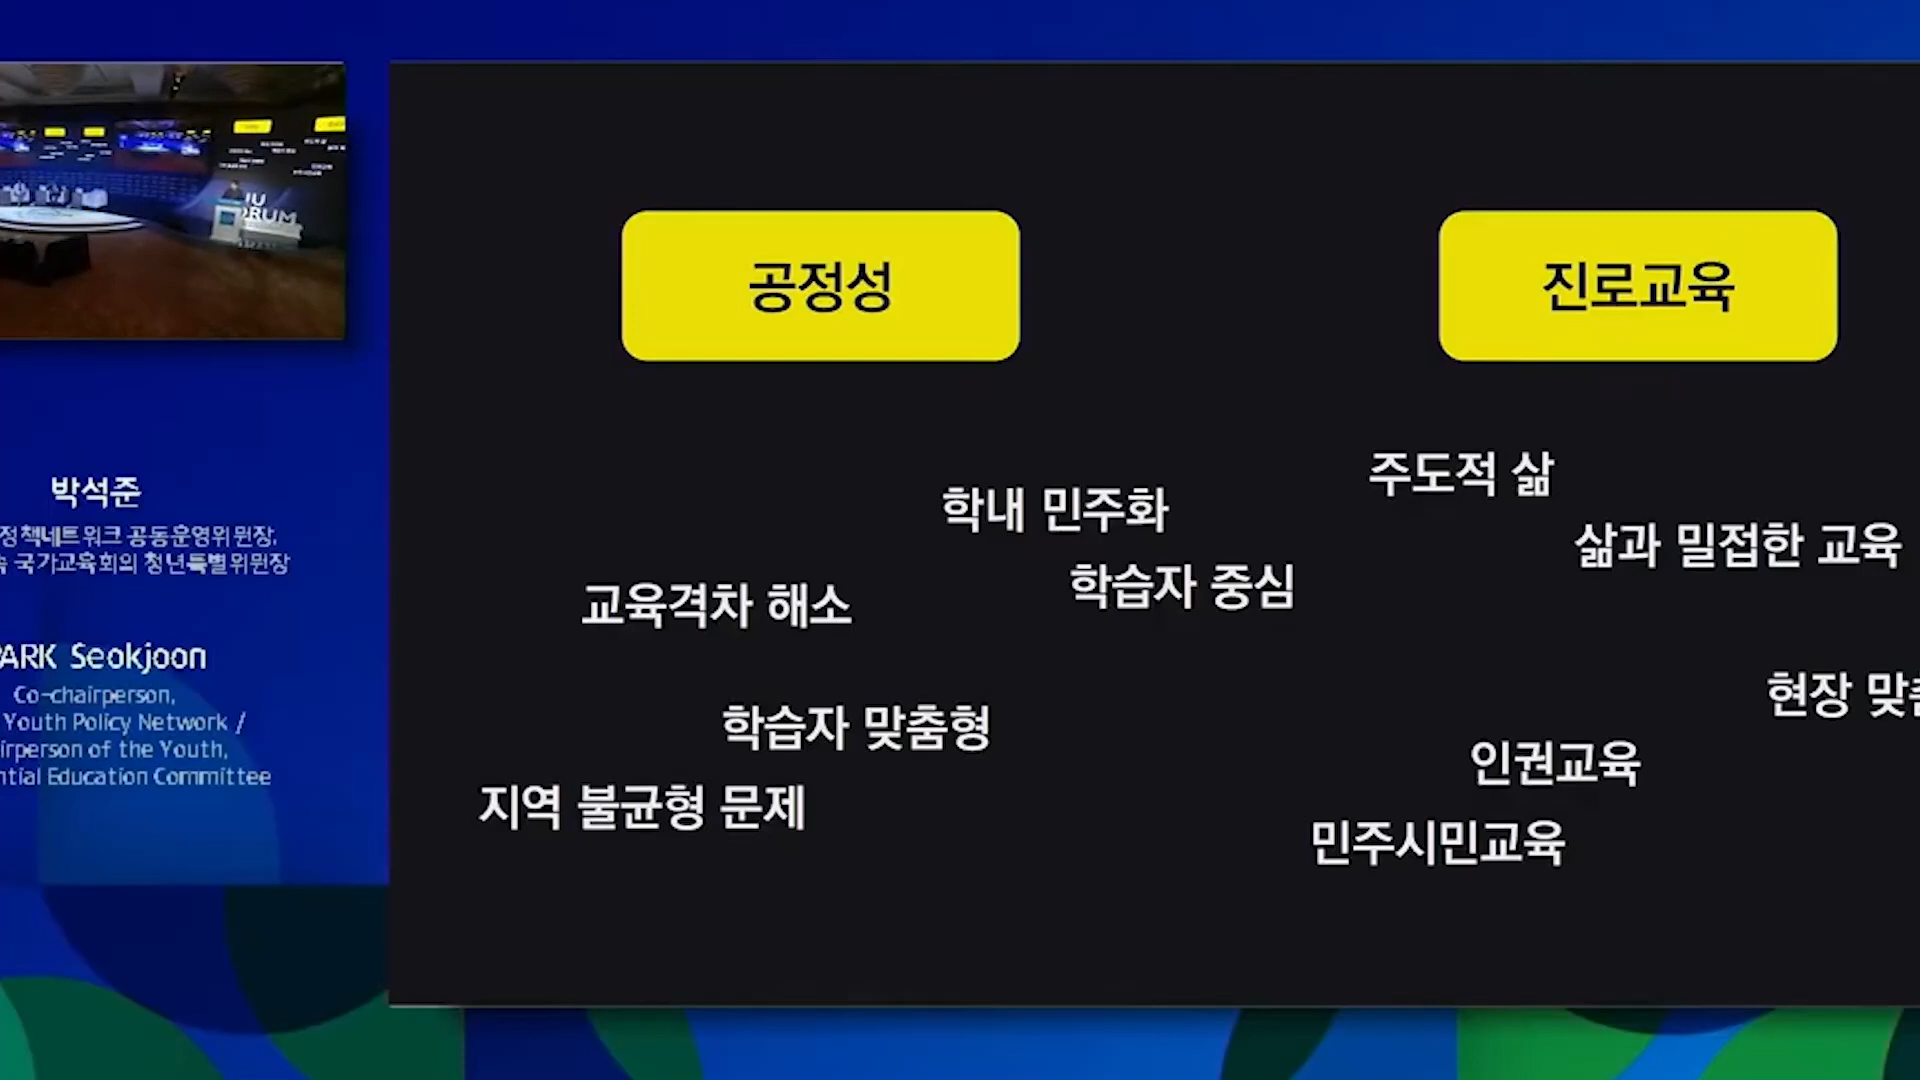 박석준
정책네트워크 공동운영위원장,
국가교육회의 청년특별위원장
PARK Seokjoon
Co-chairperson,
Youth Policy Network /
irperson of the Youth,
ntial Education Committee
공정성
진로교육
주도적 삶
학내 민주화
삶과 밀접한 교육
학습자 중심
교육격차 해소
현장 맞춤
학습자 맞춤형
인권교육
지역 불균형 문제
민주시민교육